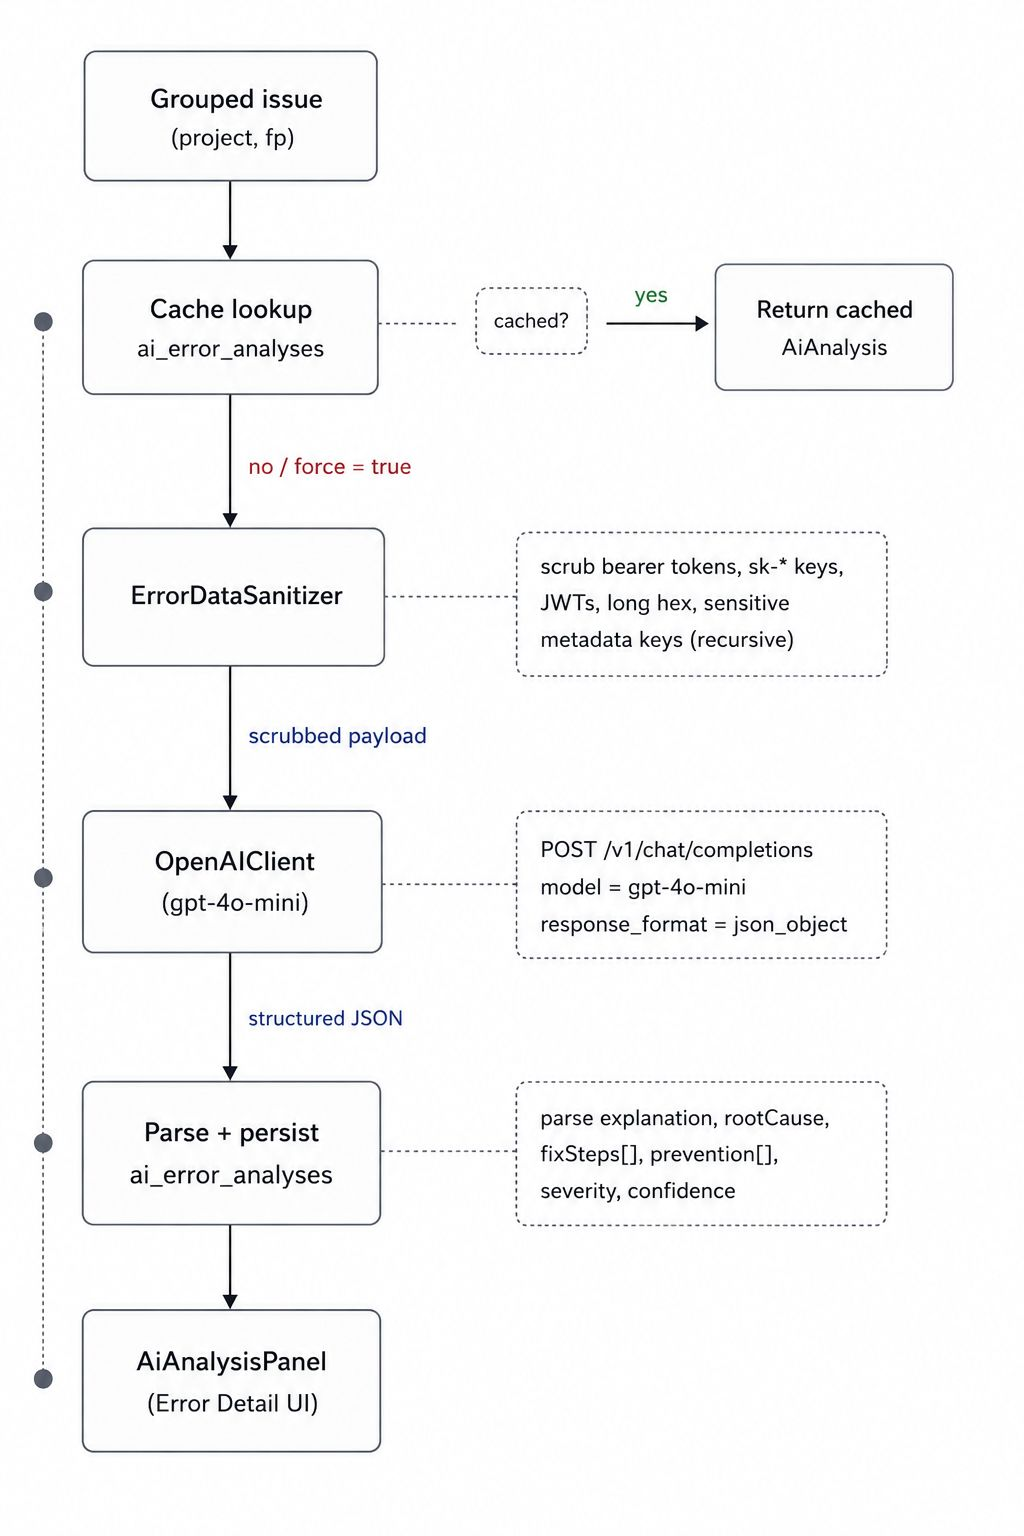 Grouped issue
(project, fp)
Cache lookup
ai_error_analyses
cached?
yes
Return cached
AiAnalysis
no / force = true
ErrorDataSanitizer
scrub bearer tokens, sk-* keys,
JWTs, long hex, sensitive
metadata keys (recursive)
scrubbed payload
OpenAIClient
(gpt-4o-mini)
POST /v1/chat/completions
model = gpt-4o-mini
response_format = json_object
structured JSON
Parse + persist
ai_error_analyses
parse explanation, rootCause,
fixSteps[], prevention[],
severity, confidence
AiAnalysisPanel
(Error Detail UI)